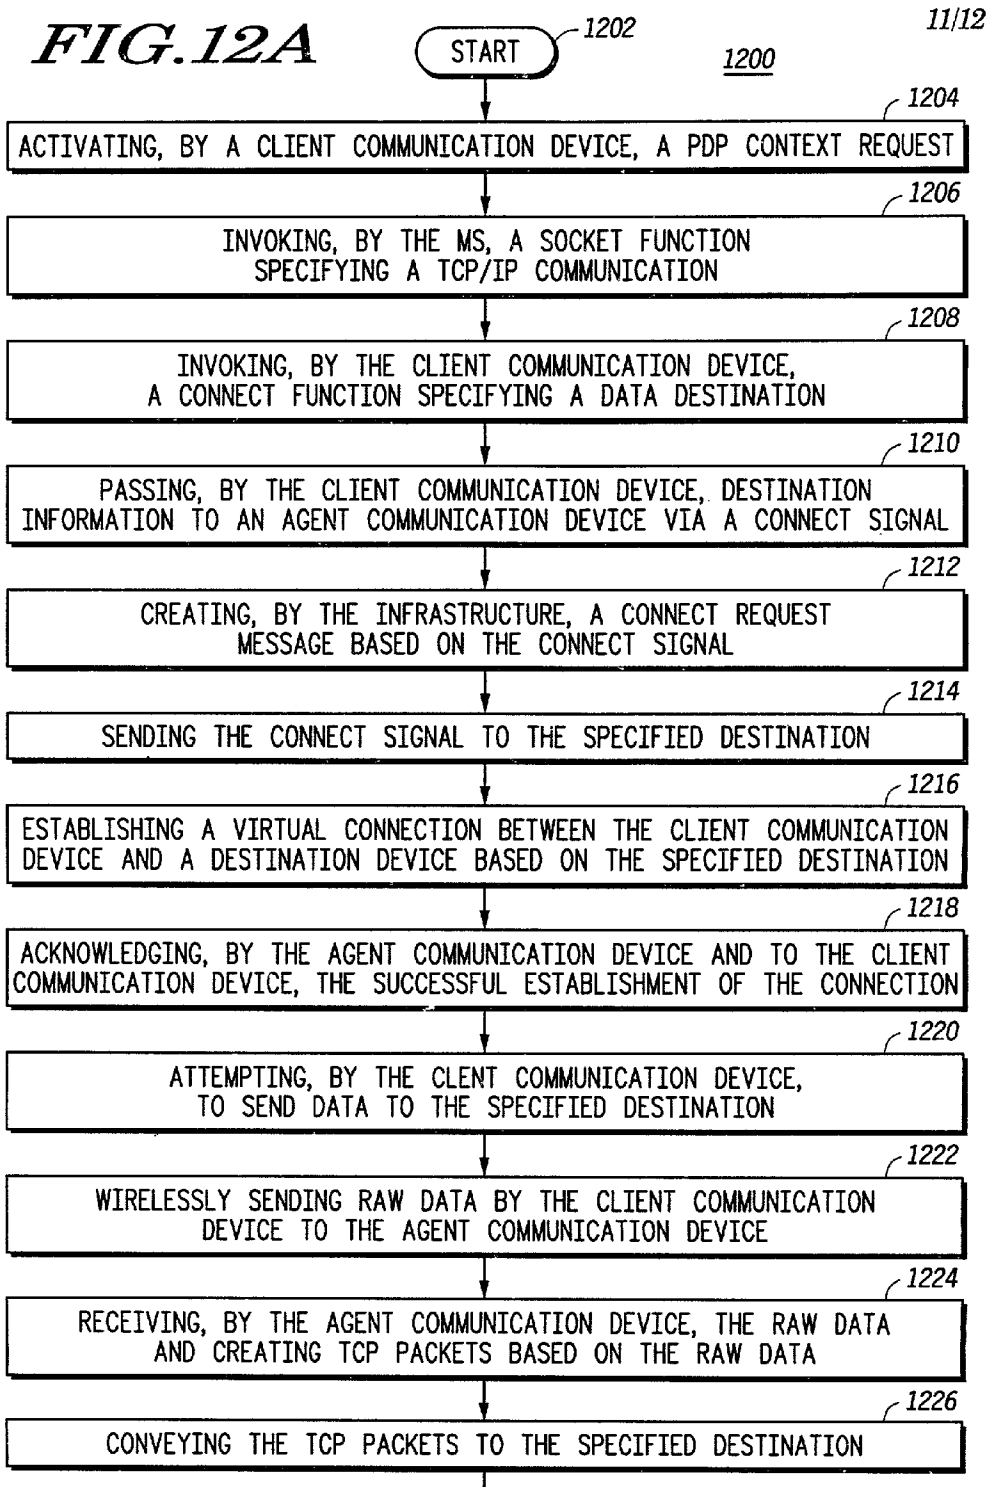 FIG.12A
START
1202
1200
11/12
1204
ACTIVATING, BY A CLIENT COMMUNICATION DEVICE, A PDP CONTEXT REQUEST
1206
INVOKING, BY THE MS, A SOCKET FUNCTION
SPECIFYING A TCP/IP COMMUNICATION
1208
INVOKING, BY THE CLIENT COMMUNICATION DEVICE,
A CONNECT FUNCTION SPECIFYING A DATA DESTINATION
1210
PASSING, BY THE CLIENT COMMUNICATION DEVICE, DESTINATION
INFORMATION TO AN AGENT COMMUNICATION DEVICE VIA A CONNECT SIGNAL
1212
CREATING, BY THE INFRASTRUCTURE, A CONNECT REQUEST
MESSAGE BASED ON THE CONNECT SIGNAL
1214
SENDING THE CONNECT SIGNAL TO THE SPECIFIED DESTINATION
1216
ESTABLISHING A VIRTUAL CONNECTION BETWEEN THE CLIENT COMMUNICATION
DEVICE AND A DESTINATION DEVICE BASED ON THE SPECIFIED DESTINATION
1218
ACKNOWLEDGING, BY THE AGENT COMMUNICATION DEVICE AND TO THE CLIENT
COMMUNICATION DEVICE, THE SUCCESSFUL ESTABLISHMENT OF THE CONNECTION
1220
ATTEMPTING, BY THE CLENT COMMUNICATION DEVICE,
TO SEND DATA TO THE SPECIFIED DESTINATION
1222
WIRELESSLY SENDING RAW DATA BY THE CLIENT COMMUNICATION
DEVICE TO THE AGENT COMMUNICATION DEVICE
1224
RECEIVING, BY THE AGENT COMMUNICATION DEVICE, THE RAW DATA
AND CREATING TCP PACKETS BASED ON THE RAW DATA
1226
CONVEYING THE TCP PACKETS TO THE SPECIFIED DESTINATION